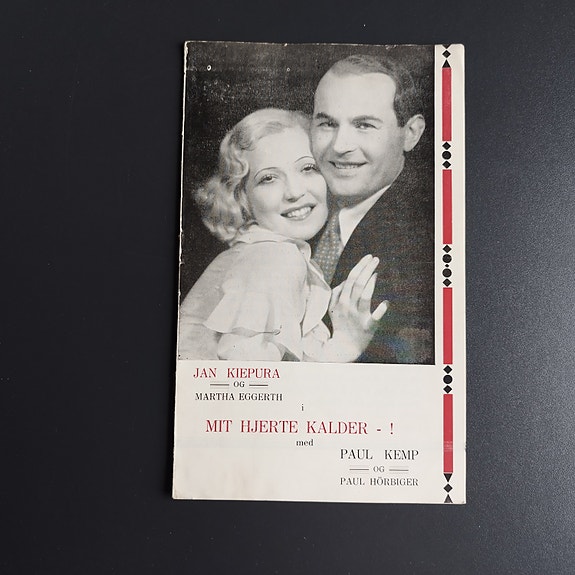 JAN KIEPURA
OG
MARTHA EGGERTH
i
MIT HJERTE KALDER - !
med
PAUL KEMP
OG
PAUL HÖRBIGER